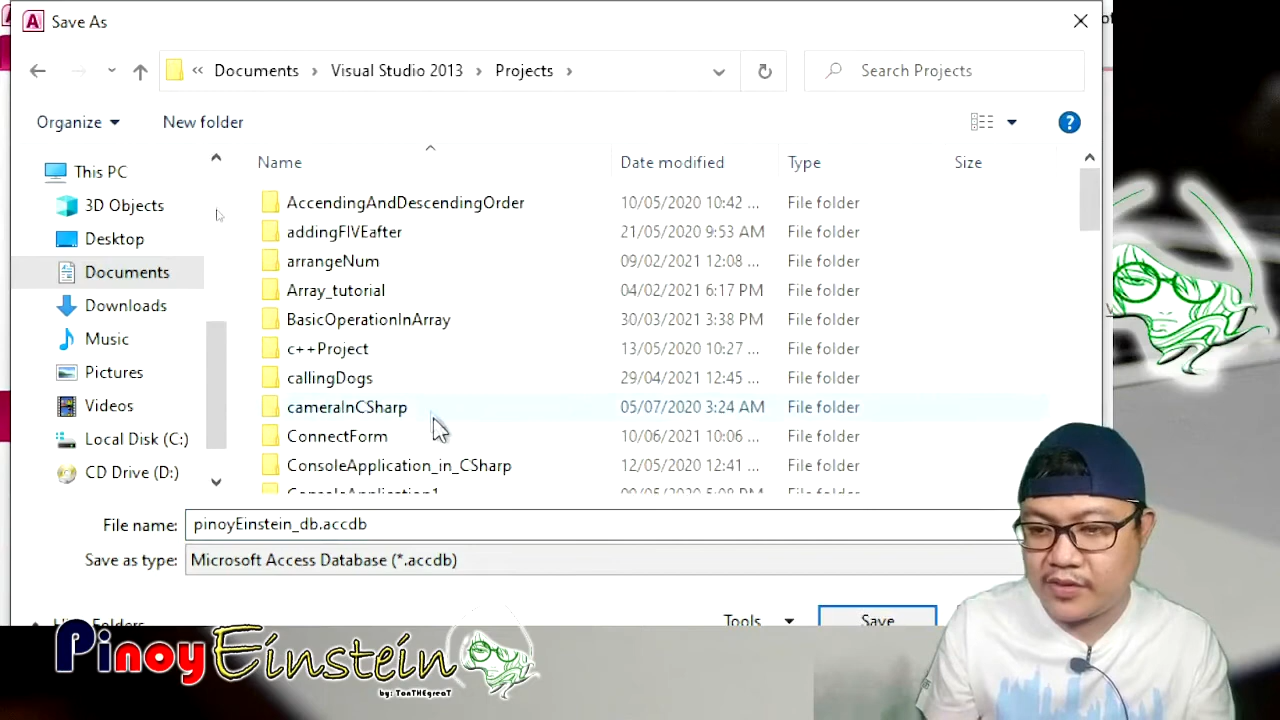 Save As
« Documents › Visual Studio 2013 › Projects ›
Search Projects
Organize
New folder
Name
Date modified
Type
Size
This PC
3D Objects
Desktop
Documents
Downloads
Music
Pictures
Videos
Local Disk (C:)
CD Drive (D:)
AccendingAndDescendingOrder 10/05/2020 10:42 ... File folder
addingFIVEafter 21/05/2020 9:53 AM File folder
arrangeNum 09/02/2021 12:08 ... File folder
Array_tutorial 04/02/2021 6:17 PM File folder
BasicOperationInArray 30/03/2021 3:38 PM File folder
c++Project 13/05/2020 10:27 ... File folder
callingDogs 29/04/2021 12:45 ... File folder
cameraInCSharp 05/07/2020 3:24 AM File folder
ConnectForm 10/06/2021 10:06 ... File folder
ConsoleApplication_in_CSharp 12/05/2020 12:41 ... File folder
File name: pinoyEinstein_db.accdb
Save as type: Microsoft Access Database (*.accdb)
Tools
Save
PinoyEinstein
by: TonTHEgreaT